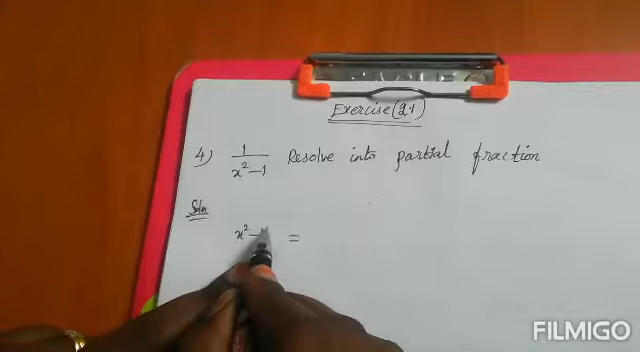 Exercise (2.1)
4) 1/(x² - 1) Resolve into partial fraction
Soln
x² - 1 =
FILMIGO